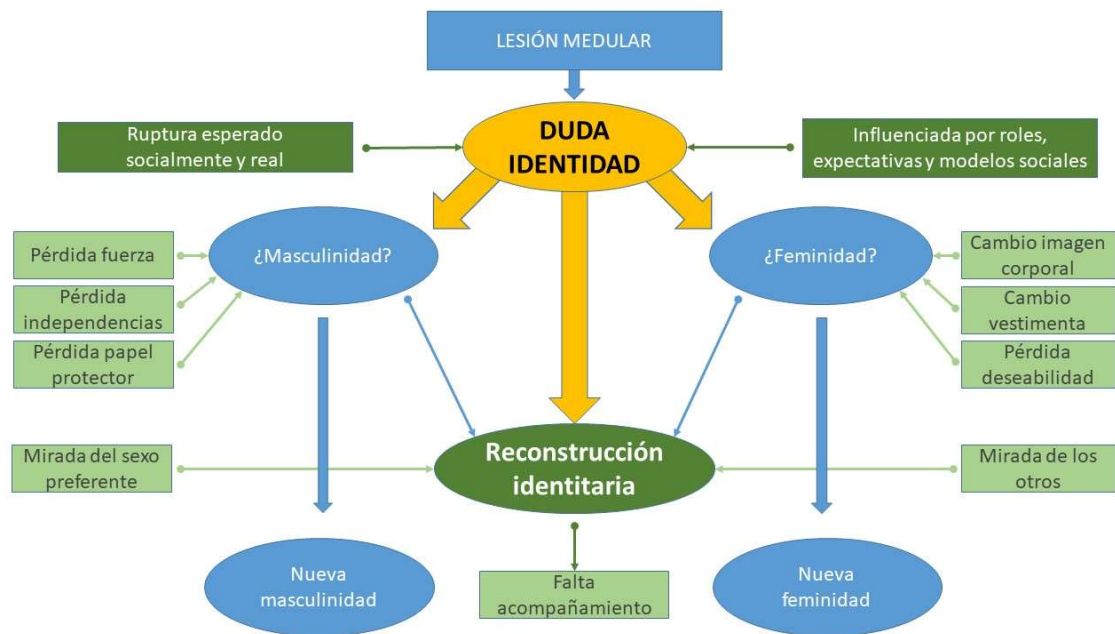 LESIÓN MEDULAR
DUDA
IDENTIDAD
Ruptura esperado
socialmente y real
Influenciada por roles,
expectativas y modelos sociales
¿Masculinidad?
¿Feminidad?
Pérdida fuerza
Pérdida
independencias
Pérdida papel
protector
Cambio imagen
corporal
Cambio
vestimenta
Pérdida
deseabilidad
Mirada del sexo
preferente
Reconstrucción
identitaria
Mirada de los
otros
Nueva
masculinidad
Falta
acompañamiento
Nueva
feminidad